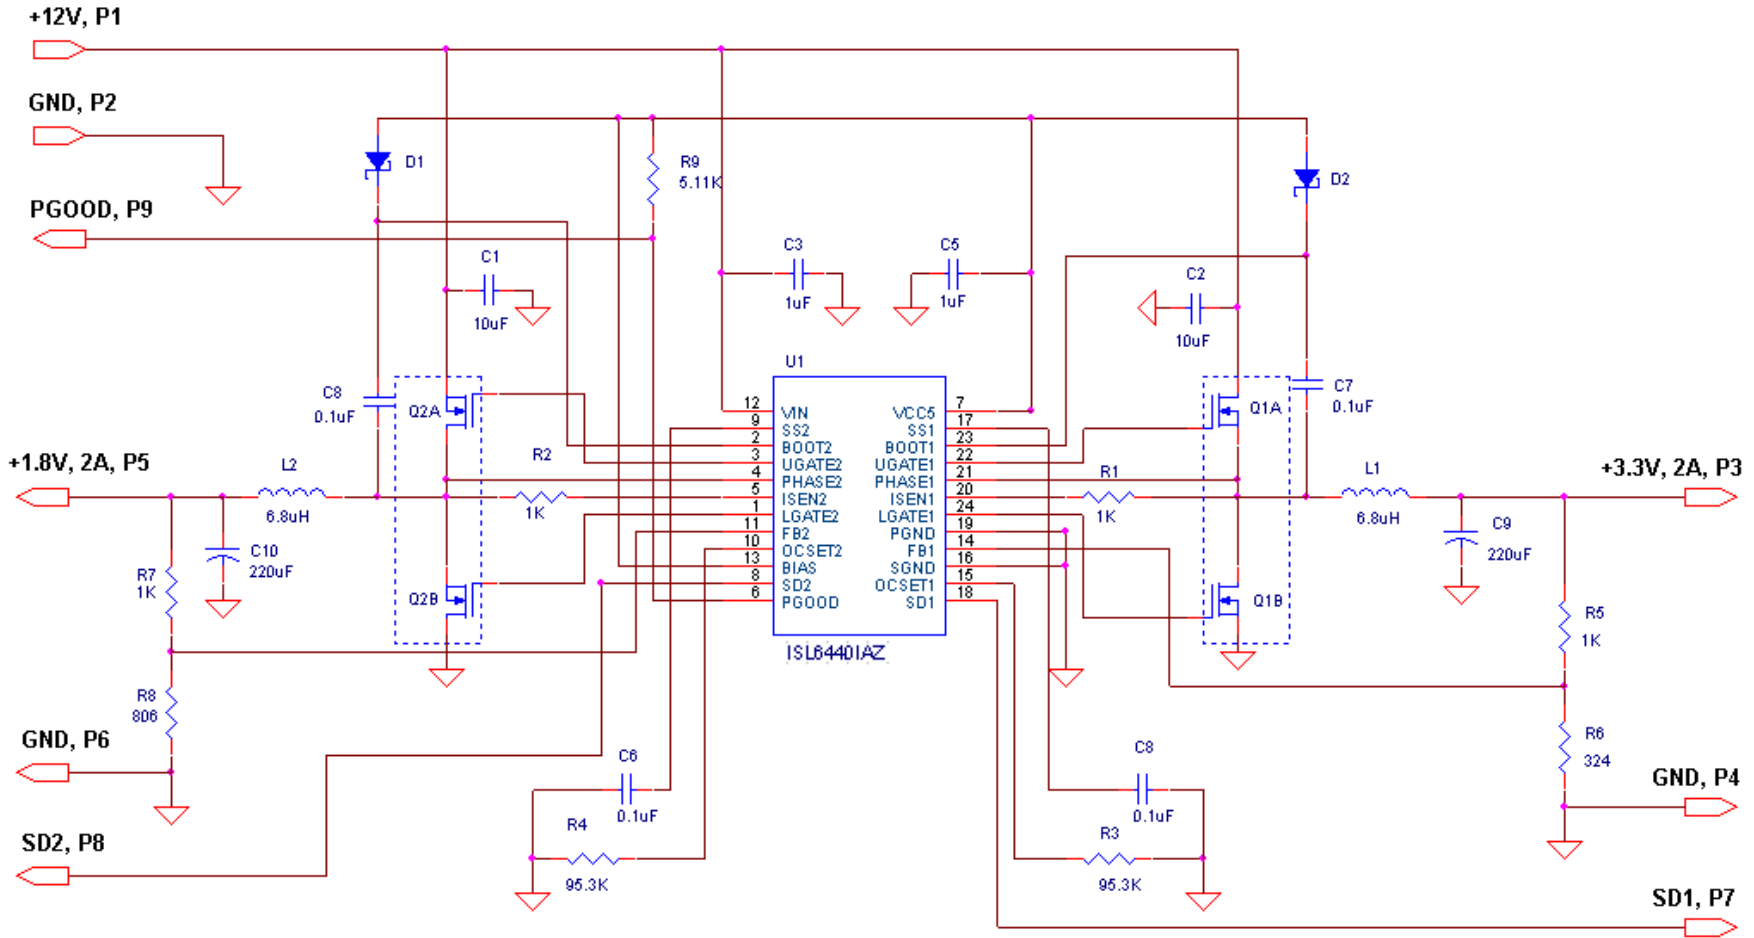 +12V, P1
GND, P2
D1
R9
5.11K
D2
PGOOD, P9
C1
10uF
C3
1uF
C5
1uF
C2
10uF
U1
C8
0.1uF
Q2A
Q1A
C7
0.1uF
12 VIN VCC5 7
9 SS2 SS1 17
2 BOOT2 BOOT1 23
3 UGATE2 UGATE1 22
4 PHASE2 PHASE1 21
5 ISEN2 ISEN1 20
1 LGATE2 LGATE1 24
11 FB2 PGND 19
10 OCSET2 FB1 14
13 BIAS SGND 16
8 SD2 OCSET1 15
6 PGOOD SD1 18
ISL6440IAZ
+1.8V, 2A, P5
L2
6.8uH
R2
1K
R1
1K
L1
6.8uH
+3.3V, 2A, P3
C10
220uF
C9
220uF
R7
1K
Q2B
Q1B
R5
1K
R8
806
R6
324
GND, P6
GND, P4
C6
0.1uF
C8
0.1uF
R4
95.3K
R3
95.3K
SD2, P8
SD1, P7